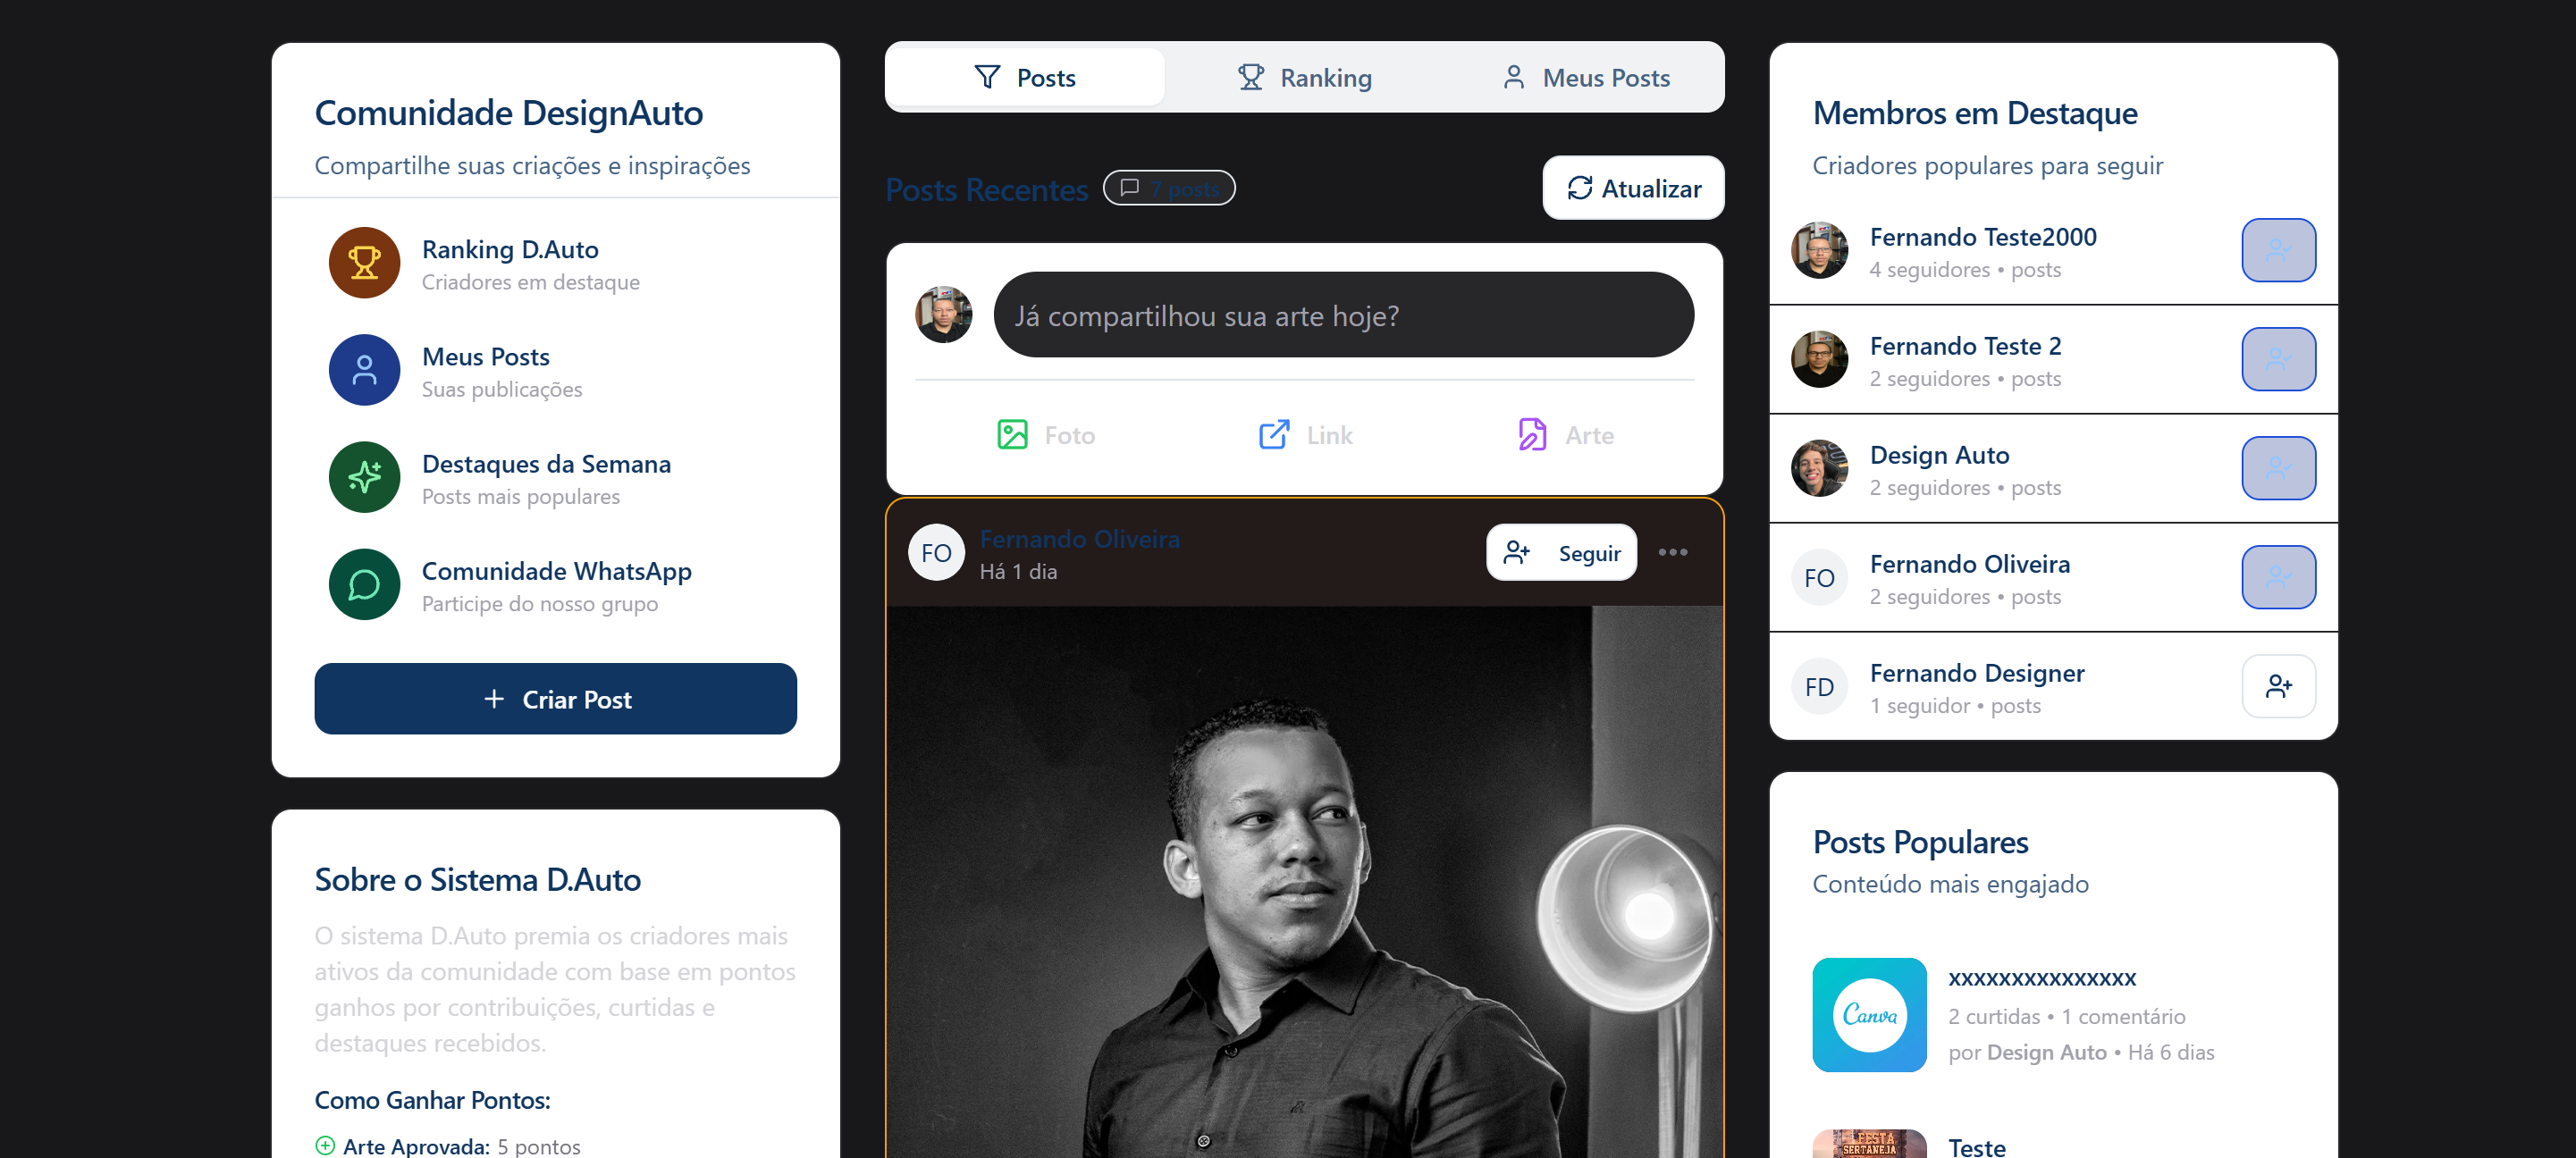 Comunidade DesignAuto
Compartilhe suas criações e inspirações
Ranking D.Auto
Criadores em destaque
Meus Posts
Suas publicações
Destaques da Semana
Posts mais populares
Comunidade WhatsApp
Participe do nosso grupo
Criar Post
Sobre o Sistema D.Auto
O sistema D.Auto premia os criadores mais
ativos da comunidade com base em pontos
ganhos por contribuições, curtidas e
destaques recebidos.
Como Ganhar Pontos:
Arte Aprovada: 5 pontos
Posts
Ranking
Meus Posts
Posts Recentes
7 posts
Atualizar
Já compartilhou sua arte hoje?
Foto
Link
Arte
FO
Fernando Oliveira
Há 1 dia
Seguir
Membros em Destaque
Criadores populares para seguir
Fernando Teste2000
4 seguidores • posts
Fernando Teste 2
2 seguidores • posts
Design Auto
2 seguidores • posts
FO
Fernando Oliveira
2 seguidores • posts
FD
Fernando Designer
1 seguidor • posts
Posts Populares
Conteúdo mais engajado
Canva
xxxxxxxxxxxxxxx
2 curtidas • 1 comentário
por Design Auto • Há 6 dias
FESTA
SERTANEJA
Teste